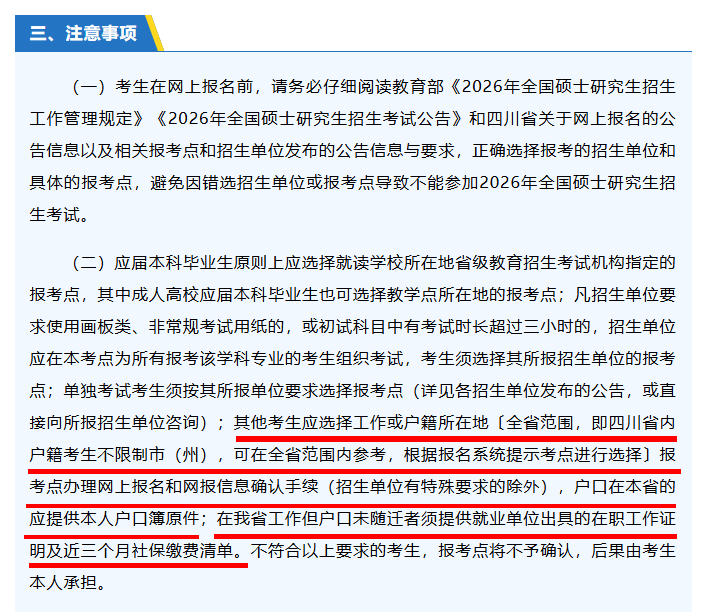 三、注意事项
（一）考生在网上报名前，请务必仔细阅读教育部《2026年全国硕士研究生招生
工作管理规定》《2026年全国硕士研究生招生考试公告》和四川省关于网上报名的公
告信息以及相关报考点和招生单位发布的公告信息与要求，正确选择报考的招生单位和
具体的报考点，避免因错选招生单位或报考点导致不能参加2026年全国硕士研究生招
生考试。
（二）应届本科毕业生原则上应选择就读学校所在地省级教育招生考试机构指定的
报考点，其中成人高校应届本科毕业生也可选择教学点所在地的报考点；凡招生单位要
求使用画板类、非常规考试用纸的，或初试科目中有考试时长超过三小时的，招生单位
应在本考点为所有报考该学科专业的考生组织考试，考生须选择其所报招生单位的报考
点；单独考试考生须按其所报单位要求选择报考点（详见各招生单位发布的公告，或直
接向所报招生单位咨询）；其他考生应选择工作或户籍所在地〔全省范围，即四川省内
户籍考生不限制市（州），可在全省范围内参考，根据报名系统提示考点进行选择〕报
考点办理网上报名和网报信息确认手续（招生单位有特殊要求的除外），户口在本省的
应提供本人户口簿原件；在我省工作但户口未随迁者须提供就业单位出具的在职工作证
明及近三个月社保缴费清单。不符合以上要求的考生，报考点将不予确认，后果由考生
本人承担。